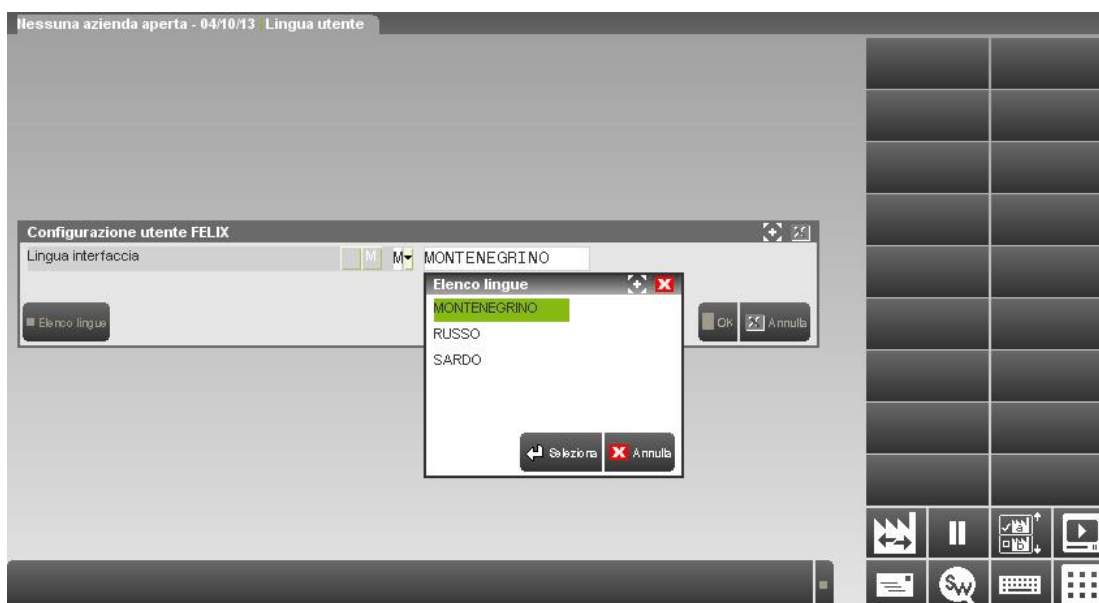 Nessuna azienda aperta - 04/10/13 Lingua utente
Configurazione utente FELIX
Lingua interfaccia M M MONTENEGRINO
Elenco lingue
MONTENEGRINO
RUSSO
SARDO
Seleziona Annulla
Elenco lingue
OK Annulla
a
b
SW